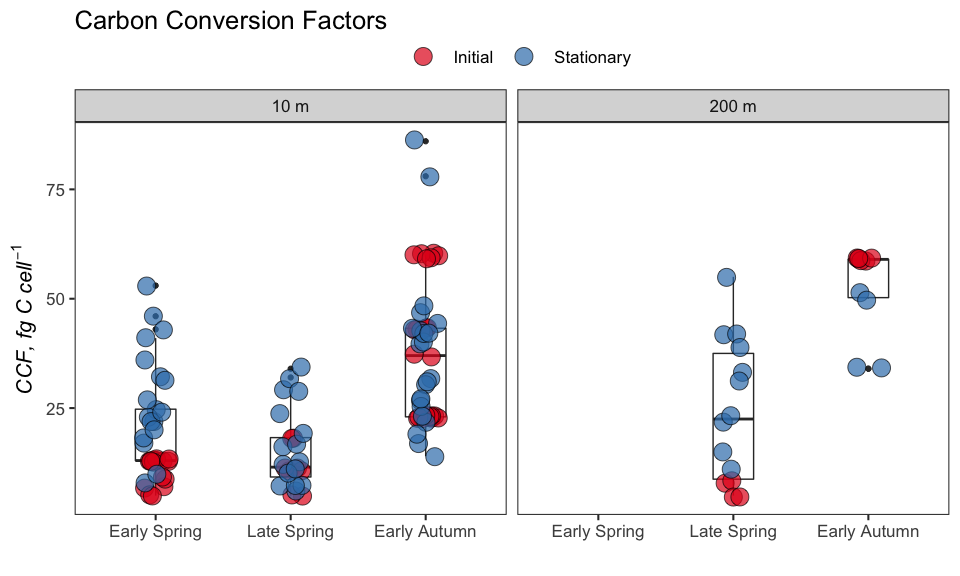 Carbon Conversion Factors
Initial Stationary
10 m 200 m
CCF, fg C cell⁻¹
75
50
25
Early Spring Late Spring Early Autumn Early Spring Late Spring Early Autumn